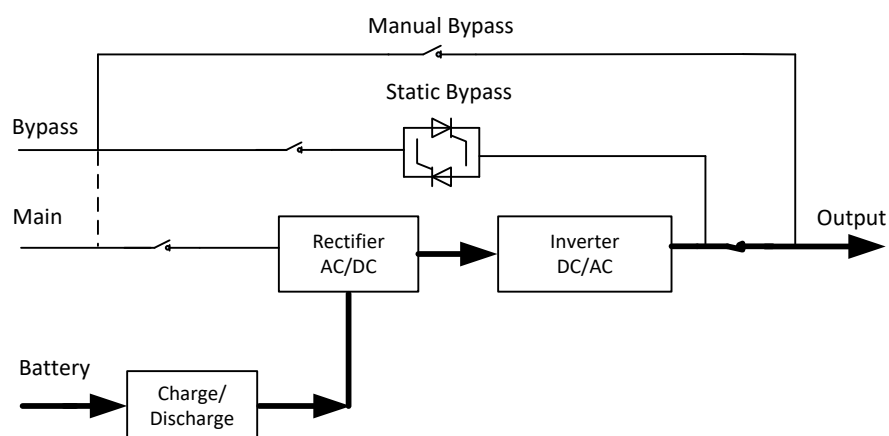 Manual Bypass
Static Bypass
Bypass
Main
Rectifier
AC/DC
Inverter
DC/AC
Output
Battery
Charge/
Discharge